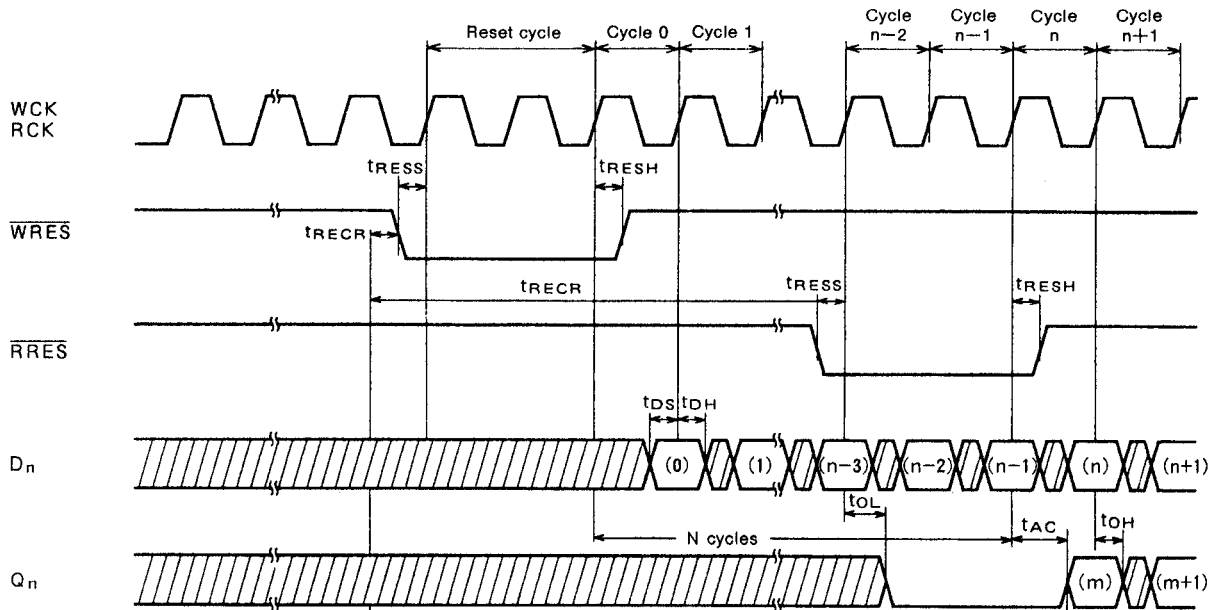 Reset cycle
Cycle 0
Cycle 1
Cycle
n−2
Cycle
n−1
Cycle
n
Cycle
n+1
WCK
RCK
tRESS
tRESH
WRES
tRECR
tRECR
tRESS
tRESH
RRES
tDS
tDH
Dn
(0)
(1)
(n-3)
(n-2)
(n-1)
(n)
(n+1)
tOL
N cycles
tAC
tOH
Qn
(m)
(m+1)